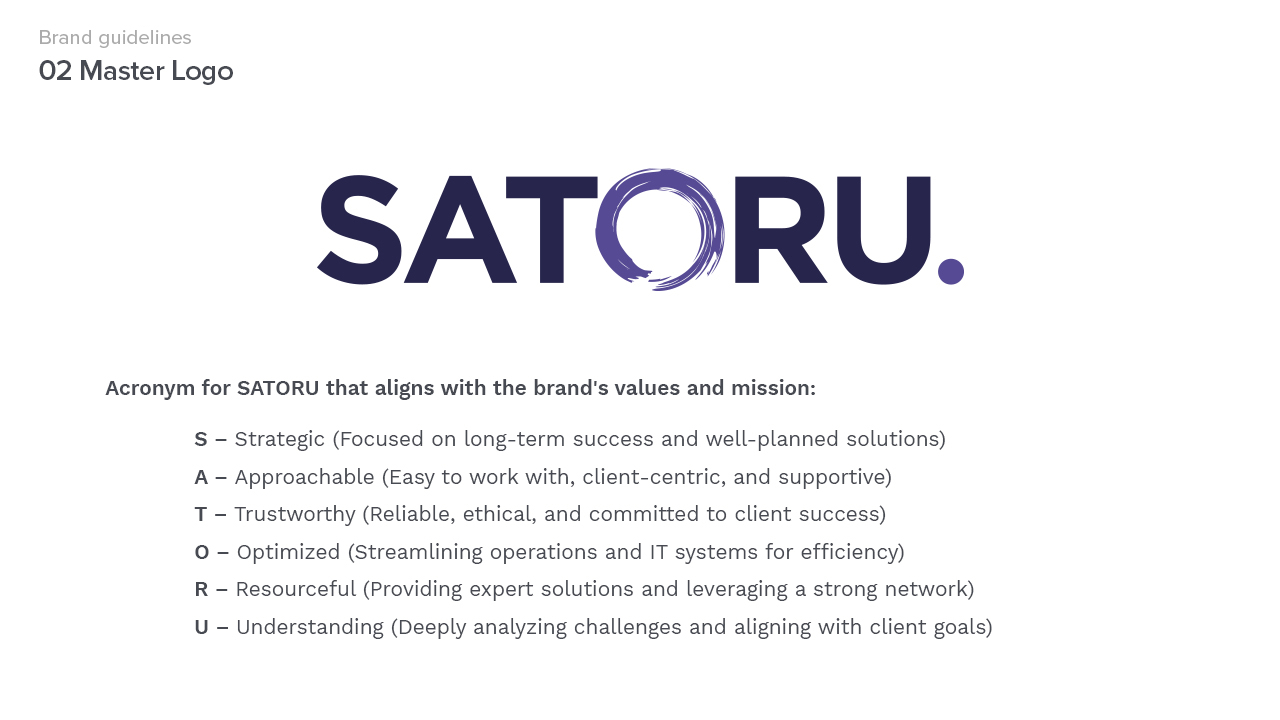 Brand guidelines
02 Master Logo
SATORU.
Acronym for SATORU that aligns with the brand's values and mission:
S – Strategic (Focused on long-term success and well-planned solutions)
A – Approachable (Easy to work with, client-centric, and supportive)
T – Trustworthy (Reliable, ethical, and committed to client success)
O – Optimized (Streamlining operations and IT systems for efficiency)
R – Resourceful (Providing expert solutions and leveraging a strong network)
U – Understanding (Deeply analyzing challenges and aligning with client goals)